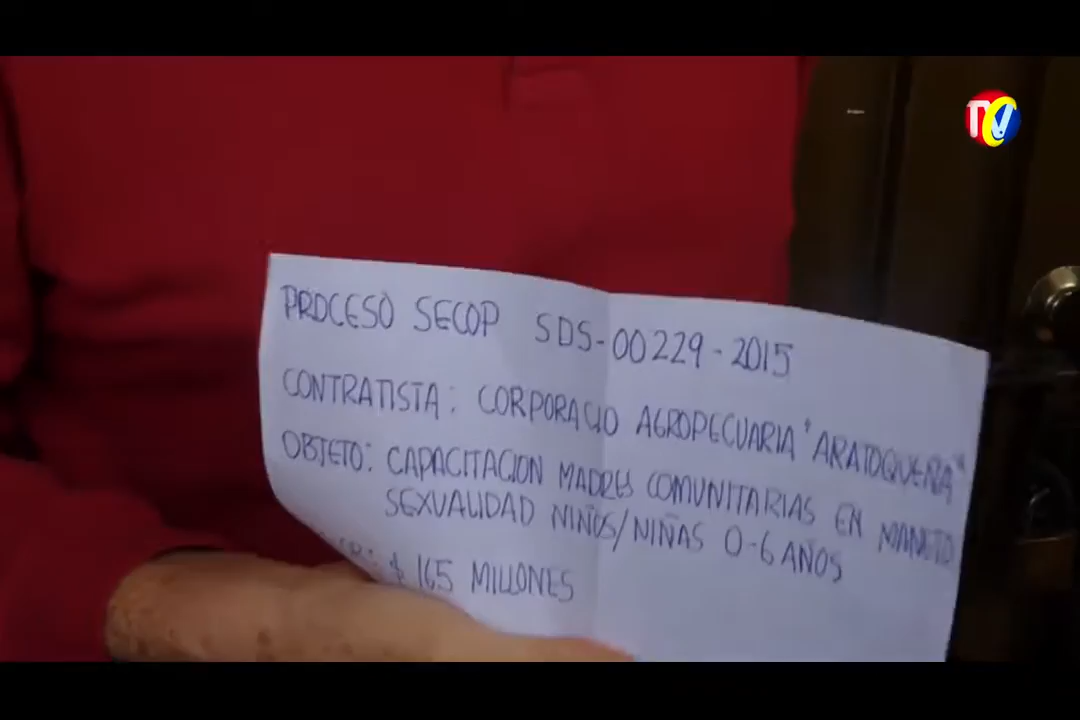 TVC
PROCESO SECOP SDS-00229-2015
CONTRATISTA: CORPORACIO AGROPECUARIA "ARATOQUEÑA"
OBJETO: CAPACITACION MADRES COMUNITARIAS EN MANEJO
SEXUALIDAD NIÑOS/NIÑAS 0-6 AÑOS
$ 165 MILLONES